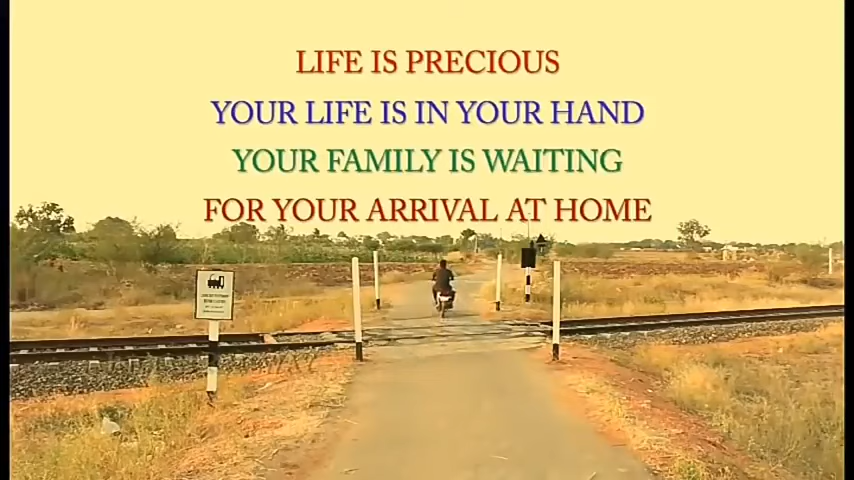 LIFE IS PRECIOUS
YOUR LIFE IS IN YOUR HAND
YOUR FAMILY IS WAITING
FOR YOUR ARRIVAL AT HOME